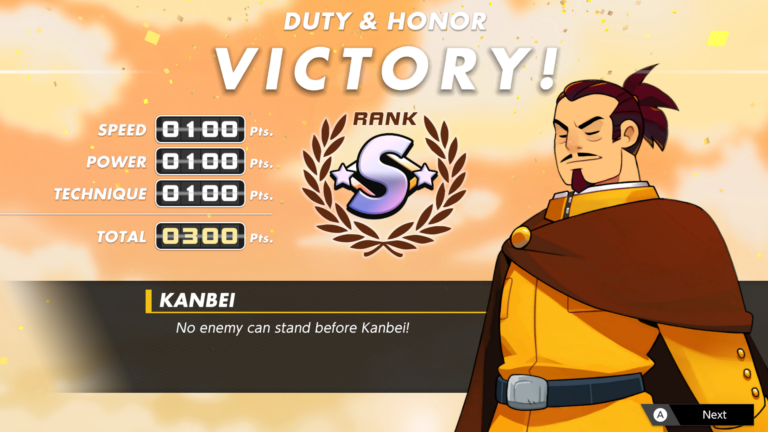 DUTY & HONOR
VICTORY!
RANK
S
SPEED 0100 Pts.
POWER 0100 Pts.
TECHNIQUE 0100 Pts.
TOTAL 0300 Pts.
KANBEI
No enemy can stand before Kanbei!
A Next